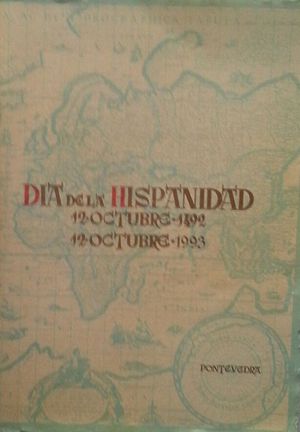 DIA DE LA HISPANIDAD
12·OCTUBRE·1492
12·OCTUBRE·1993
PONTEVEDRA